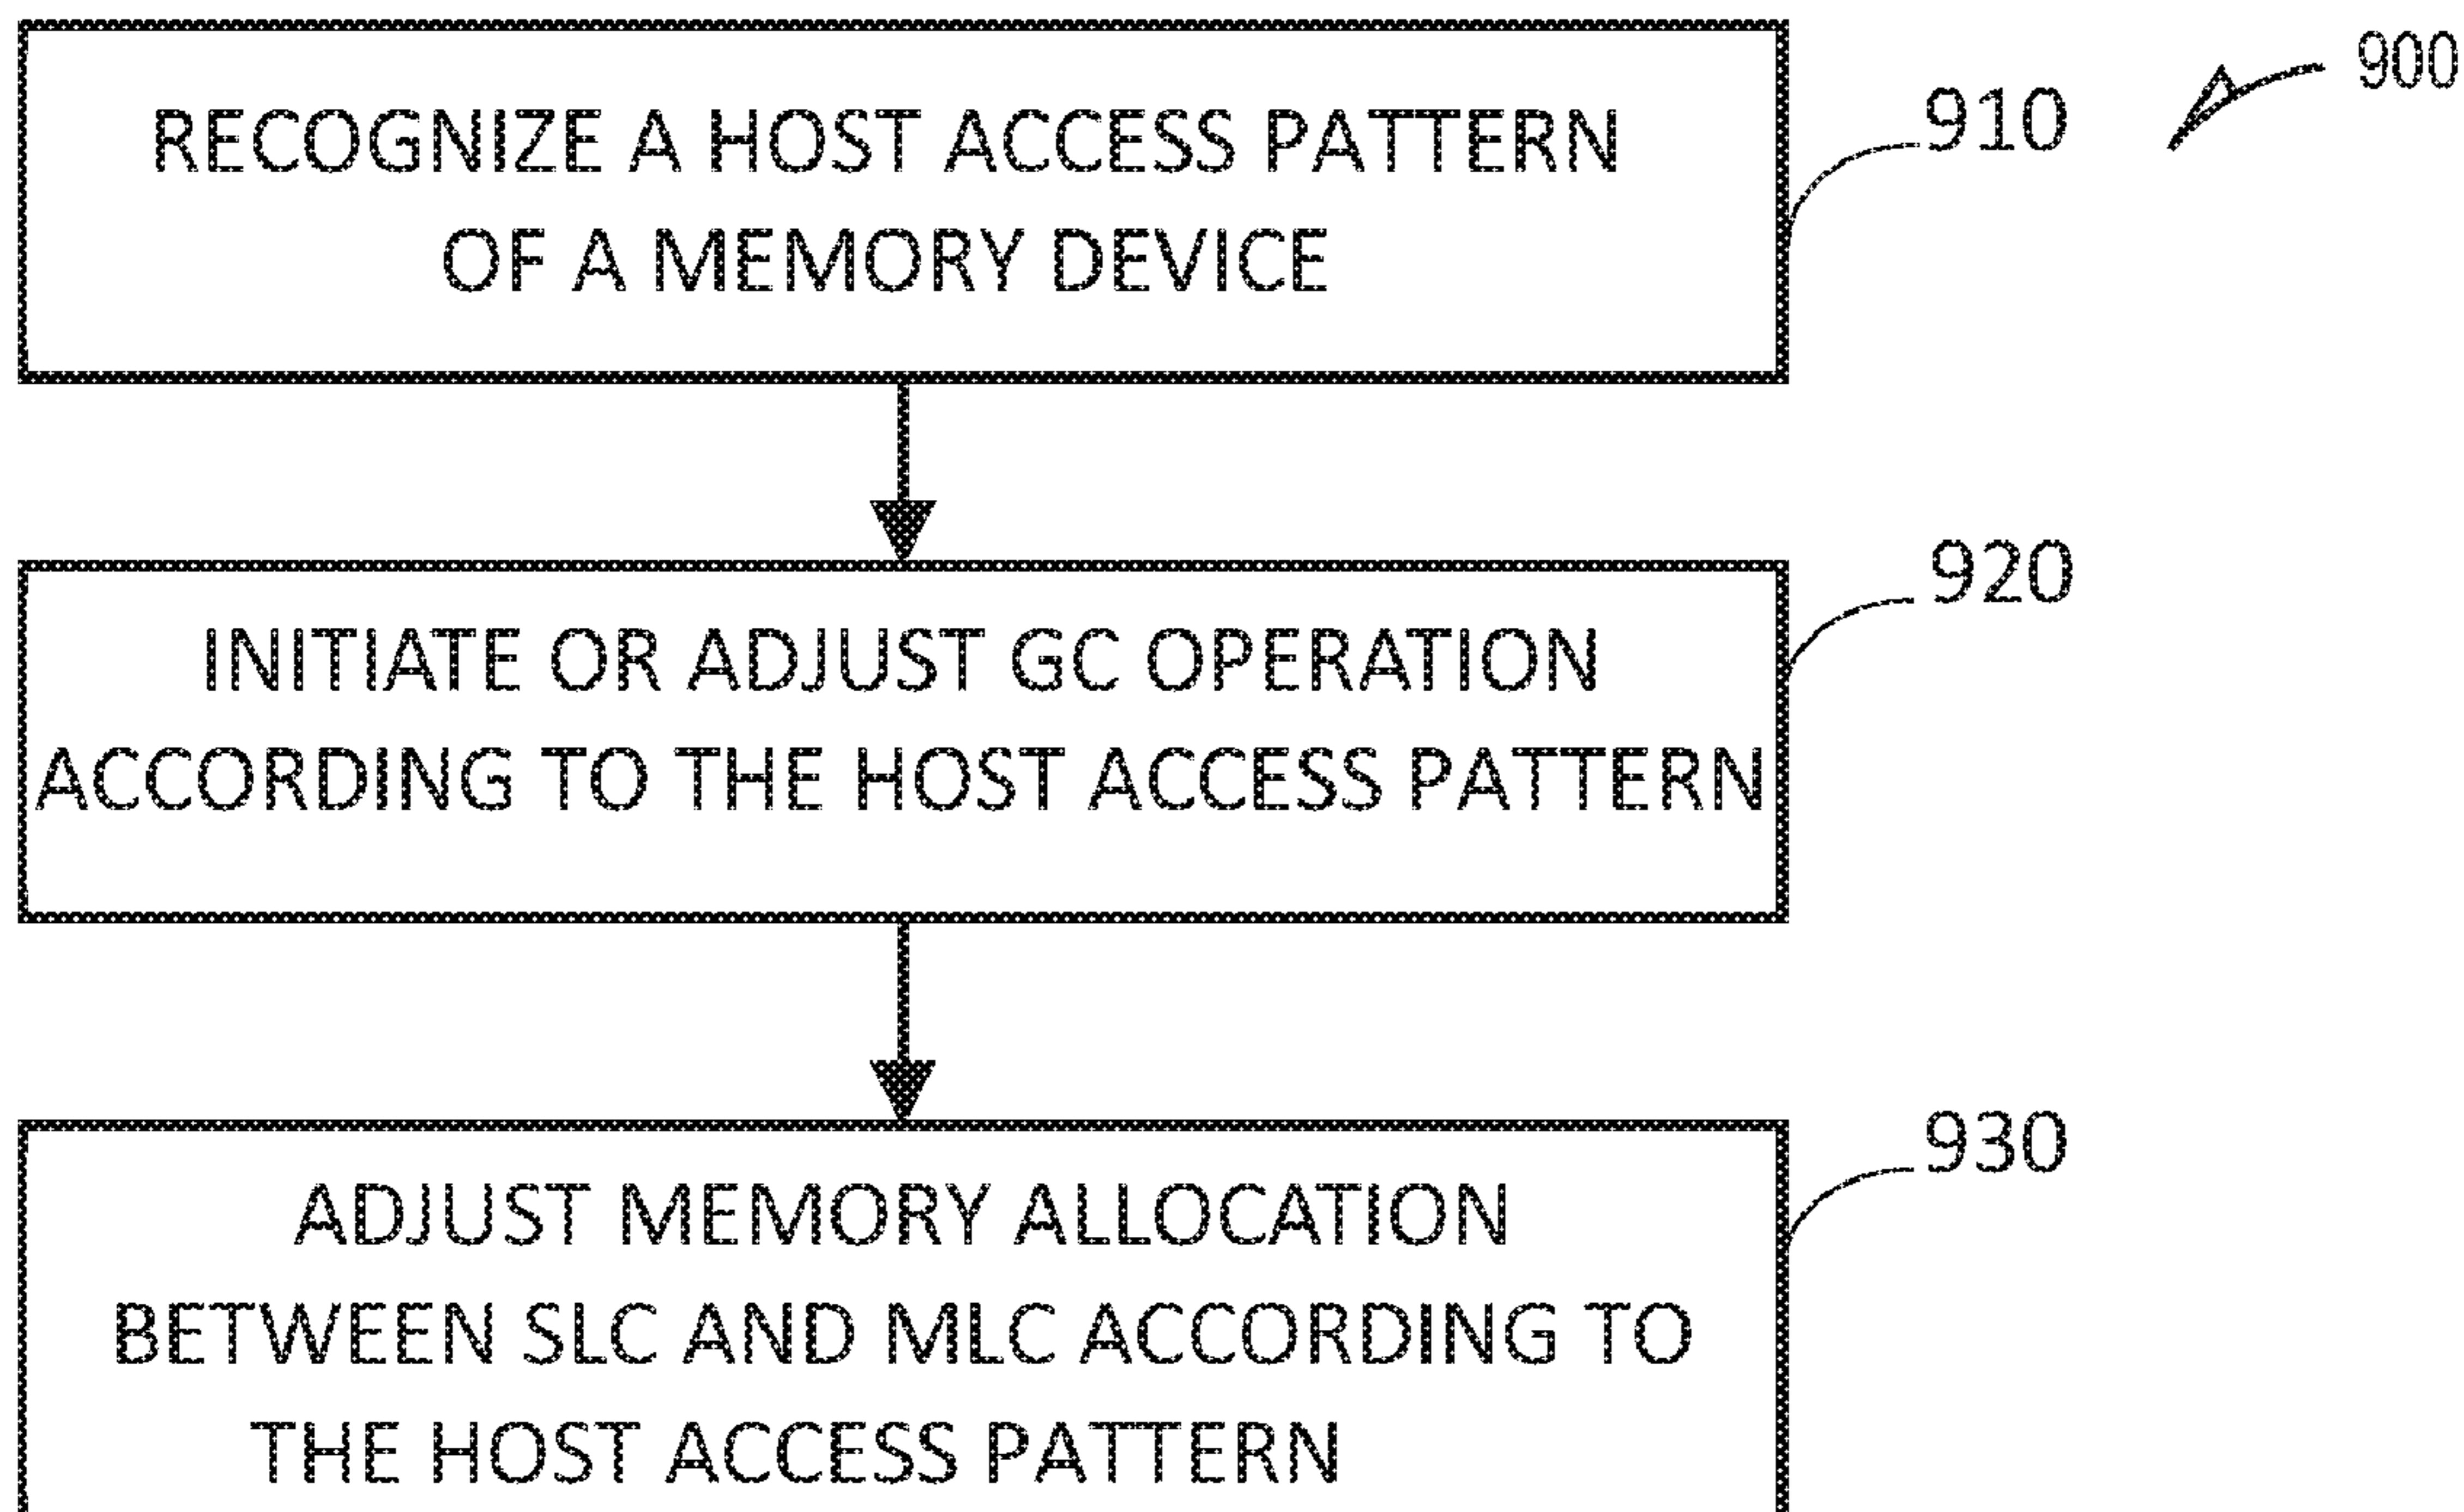 900
RECOGNIZE A HOST ACCESS PATTERN
OF A MEMORY DEVICE
910
INITIATE OR ADJUST GC OPERATION
ACCORDING TO THE HOST ACCESS PATTERN
920
ADJUST MEMORY ALLOCATION
BETWEEN SLC AND MLC ACCORDING TO
THE HOST ACCESS PATTERN
930